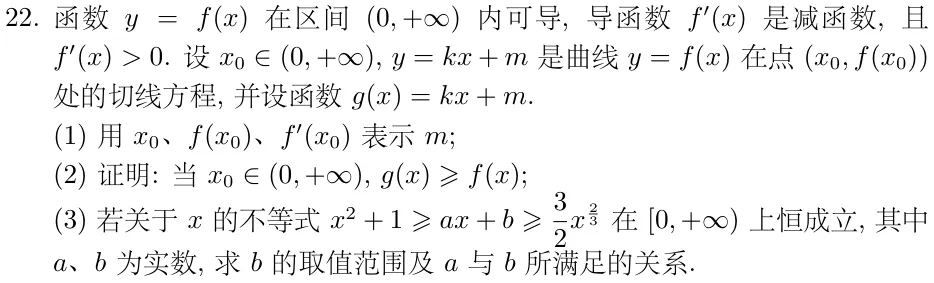 22. 函数 y = f(x) 在区间 (0, +∞) 内可导, 导函数 f′(x) 是减函数, 且
f′(x) > 0. 设 x₀ ∈ (0, +∞), y = kx + m 是曲线 y = f(x) 在点 (x₀, f(x₀))
处的切线方程, 并设函数 g(x) = kx + m.
(1) 用 x₀、f(x₀)、f′(x₀) 表示 m;
(2) 证明: 当 x₀ ∈ (0, +∞), g(x) ⩾ f(x);
(3) 若关于 x 的不等式 x² + 1 ⩾ ax + b ⩾ \frac{3}{2}x^{\frac{2}{3}} 在 [0, +∞) 上恒成立, 其中
a、b 为实数, 求 b 的取值范围及 a 与 b 所满足的关系.